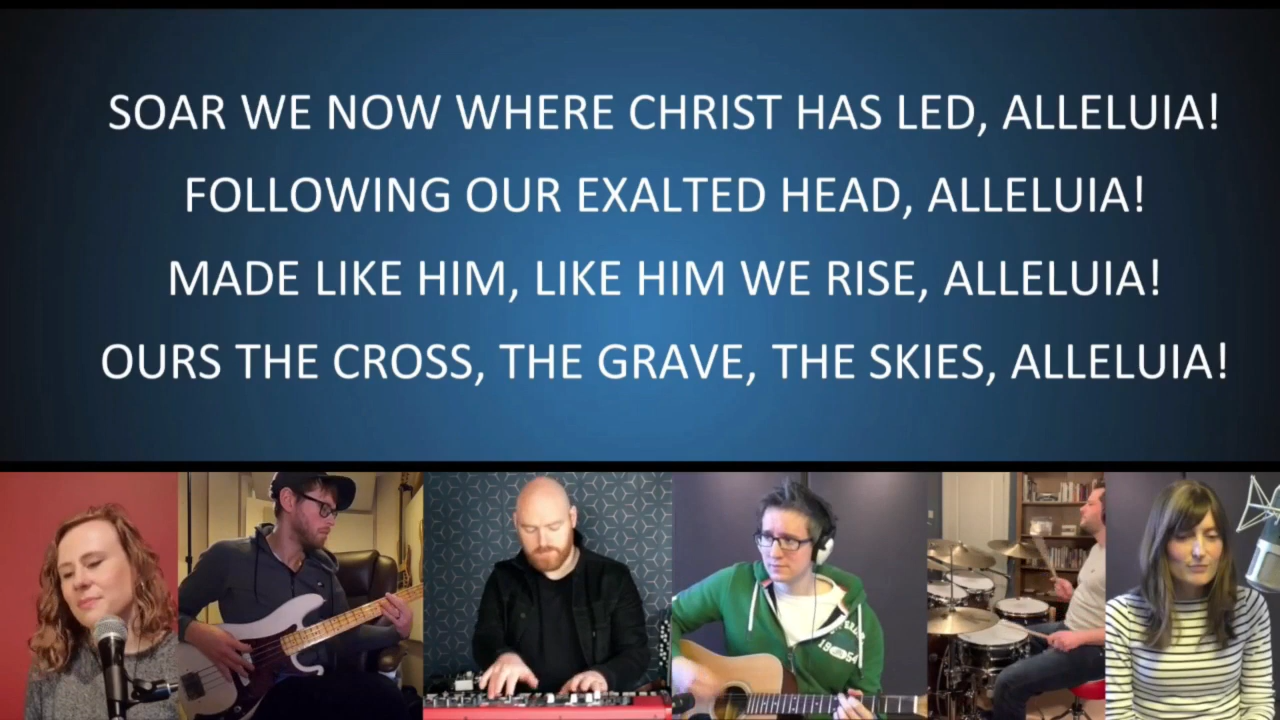 SOAR WE NOW WHERE CHRIST HAS LED, ALLELUIA!
FOLLOWING OUR EXALTED HEAD, ALLELUIA!
MADE LIKE HIM, LIKE HIM WE RISE, ALLELUIA!
OURS THE CROSS, THE GRAVE, THE SKIES, ALLELUIA!